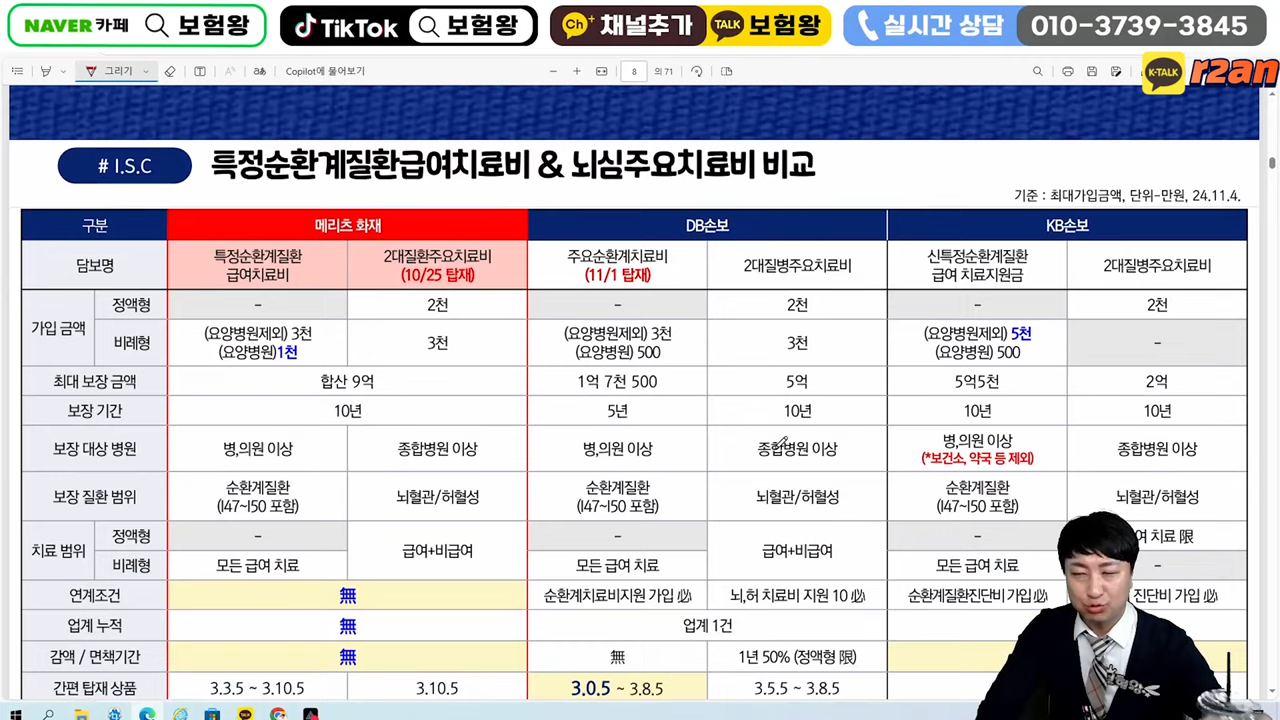 NAVER 카페 보험왕 TikTok 보험왕 Ch+ 채널추가 TALK 보험왕 실시간 상담 010-3739-3845
그리기 aあ Copilot에 물어보기 8 의 71
K-TALK r2an
# I.S.C 특정순환계질환급여치료비 & 뇌심주요치료비 비교
기준 : 최대가입금액, 단위-만원, 24.11.4.
구분 메리츠 화재 DB손보 KB손보
담보명 특정순환계질환 급여치료비 2대질환주요치료비 (10/25 탑재) 주요순환계치료비 (11/1 탑재) 2대질병주요치료비 신특정순환계질환 급여 치료지원금 2대질병주요치료비
가입 금액 정액형 - 2천 - 2천 - 2천
비례형 (요양병원제외) 3천 (요양병원)1천 3천 (요양병원제외) 3천 (요양병원) 500 3천 (요양병원제외) 5천 (요양병원) 500 -
최대 보장 금액 합산 9억 1억 7천 500 5억 5억5천 2억
보장 기간 10년 5년 10년 10년 10년
보장 대상 병원 병,의원 이상 종합병원 이상 병,의원 이상 종합병원 이상 병,의원 이상 (*보건소, 약국 등 제외) 종합병원 이상
보장 질환 범위 순환계질환 (I47~I50 포함) 뇌혈관/허혈성 순환계질환 (I47~I50 포함) 뇌혈관/허혈성 순환계질환 (I47~I50 포함) 뇌혈관/허혈성
치료 범위 정액형 - 급여+비급여 - 급여+비급여 - 여 치료 限
비례형 모든 급여 치료 모든 급여 치료 모든 급여 치료 -
연계조건 無 순환계치료비지원 가입 必 뇌,허 치료비 지원 10 必 순환계질환진단비 가입 必 진단비 가입 必
업계 누적 無 업계 1건
감액 / 면책기간 無 無 1년 50% (정액형 限)
간편 탑재 상품 3.3.5 ~ 3.10.5 3.10.5 3.0.5 ~ 3.8.5 3.5.5 ~ 3.8.5